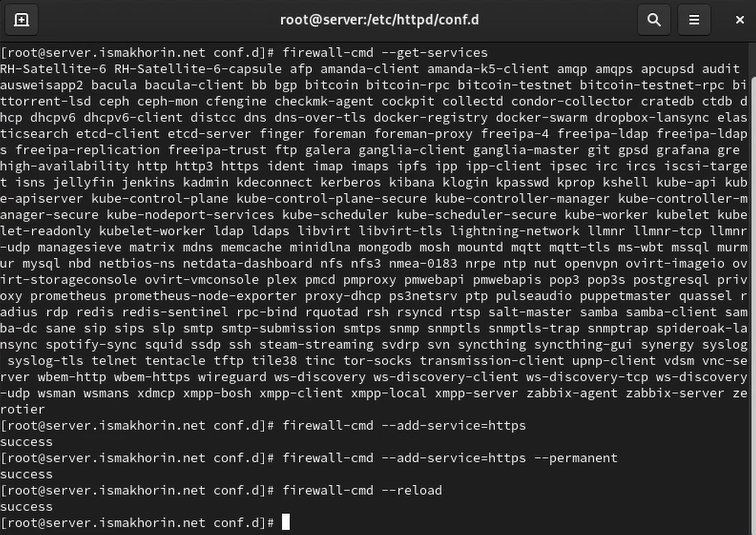 root@server:/etc/httpd/conf.d
[root@server.ismakhorin.net conf.d]# firewall-cmd --get-services
RH-Satellite-6 RH-Satellite-6-capsule afp amanda-client amanda-k5-client amqp amqps apcupsd audit
ausweisapp2 bacula bacula-client bb bgp bitcoin bitcoin-rpc bitcoin-testnet bitcoin-testnet-rpc bi
ttorrent-lsd ceph ceph-mon cfengine checkmk-agent cockpit collectd condor-collector cratedb ctdb d
hcp dhcpv6 dhcpv6-client distcc dns dns-over-tls docker-registry docker-swarm dropbox-lansync elas
ticsearch etcd-client etcd-server finger foreman foreman-proxy freeipa-4 freeipa-ldap freeipa-ldap
s freeipa-replication freeipa-trust ftp galera ganglia-client ganglia-master git gpsd grafana gre
high-availability http http3 https ident imap imaps ipfs ipp ipp-client ipsec irc ircs iscsi-targe
t isns jellyfin jenkins kadmin kdeconnect kerberos kibana klogin kpasswd kprop kshell kube-api kub
e-apiserver kube-control-plane kube-control-plane-secure kube-controller-manager kube-controller-m
anager-secure kube-nodeport-services kube-scheduler kube-scheduler-secure kube-worker kubelet kube
let-readonly kubelet-worker ldap ldaps libvirt libvirt-tls lightning-network llmnr llmnr-tcp llmnr
-udp managesieve matrix mdns memcache minidlna mongodb mosh mountd mqtt mqtt-tls ms-wbt mssql murm
ur mysql nbd netbios-ns netdata-dashboard nfs nfs3 nmea-0183 nrpe ntp nut openvpn ovirt-imageio ov
irt-storageconsole ovirt-vmconsole plex pmcd pmproxy pmwebapi pmwebapis pop3 pop3s postgresql priv
oxy prometheus prometheus-node-exporter proxy-dhcp ps3netsrv ptp pulseaudio puppetmaster quassel r
adius rdp redis redis-sentinel rpc-bind rquotad rsh rsyncd rtsp salt-master samba samba-client sam
ba-dc sane sip sips slp smtp smtp-submission smtps snmp snmptls snmptls-trap snmptrap spideroak-la
nsync spotify-sync squid ssdp ssh steam-streaming svdrp svn syncthing syncthing-gui synergy syslog
syslog-tls telnet tentacle tftp tile38 tinc tor-socks transmission-client upnp-client vdsm vnc-se
rver wbem-http wbem-https wireguard ws-discovery ws-discovery-client ws-discovery-tcp ws-discovery
-udp wsman wsmans xdmcp xmpp-bosh xmpp-client xmpp-local xmpp-server zabbix-agent zabbix-server ze
rotier
[root@server.ismakhorin.net conf.d]# firewall-cmd --add-service=https
success
[root@server.ismakhorin.net conf.d]# firewall-cmd --add-service=https --permanent
success
[root@server.ismakhorin.net conf.d]# firewall-cmd --reload
success
[root@server.ismakhorin.net conf.d]#